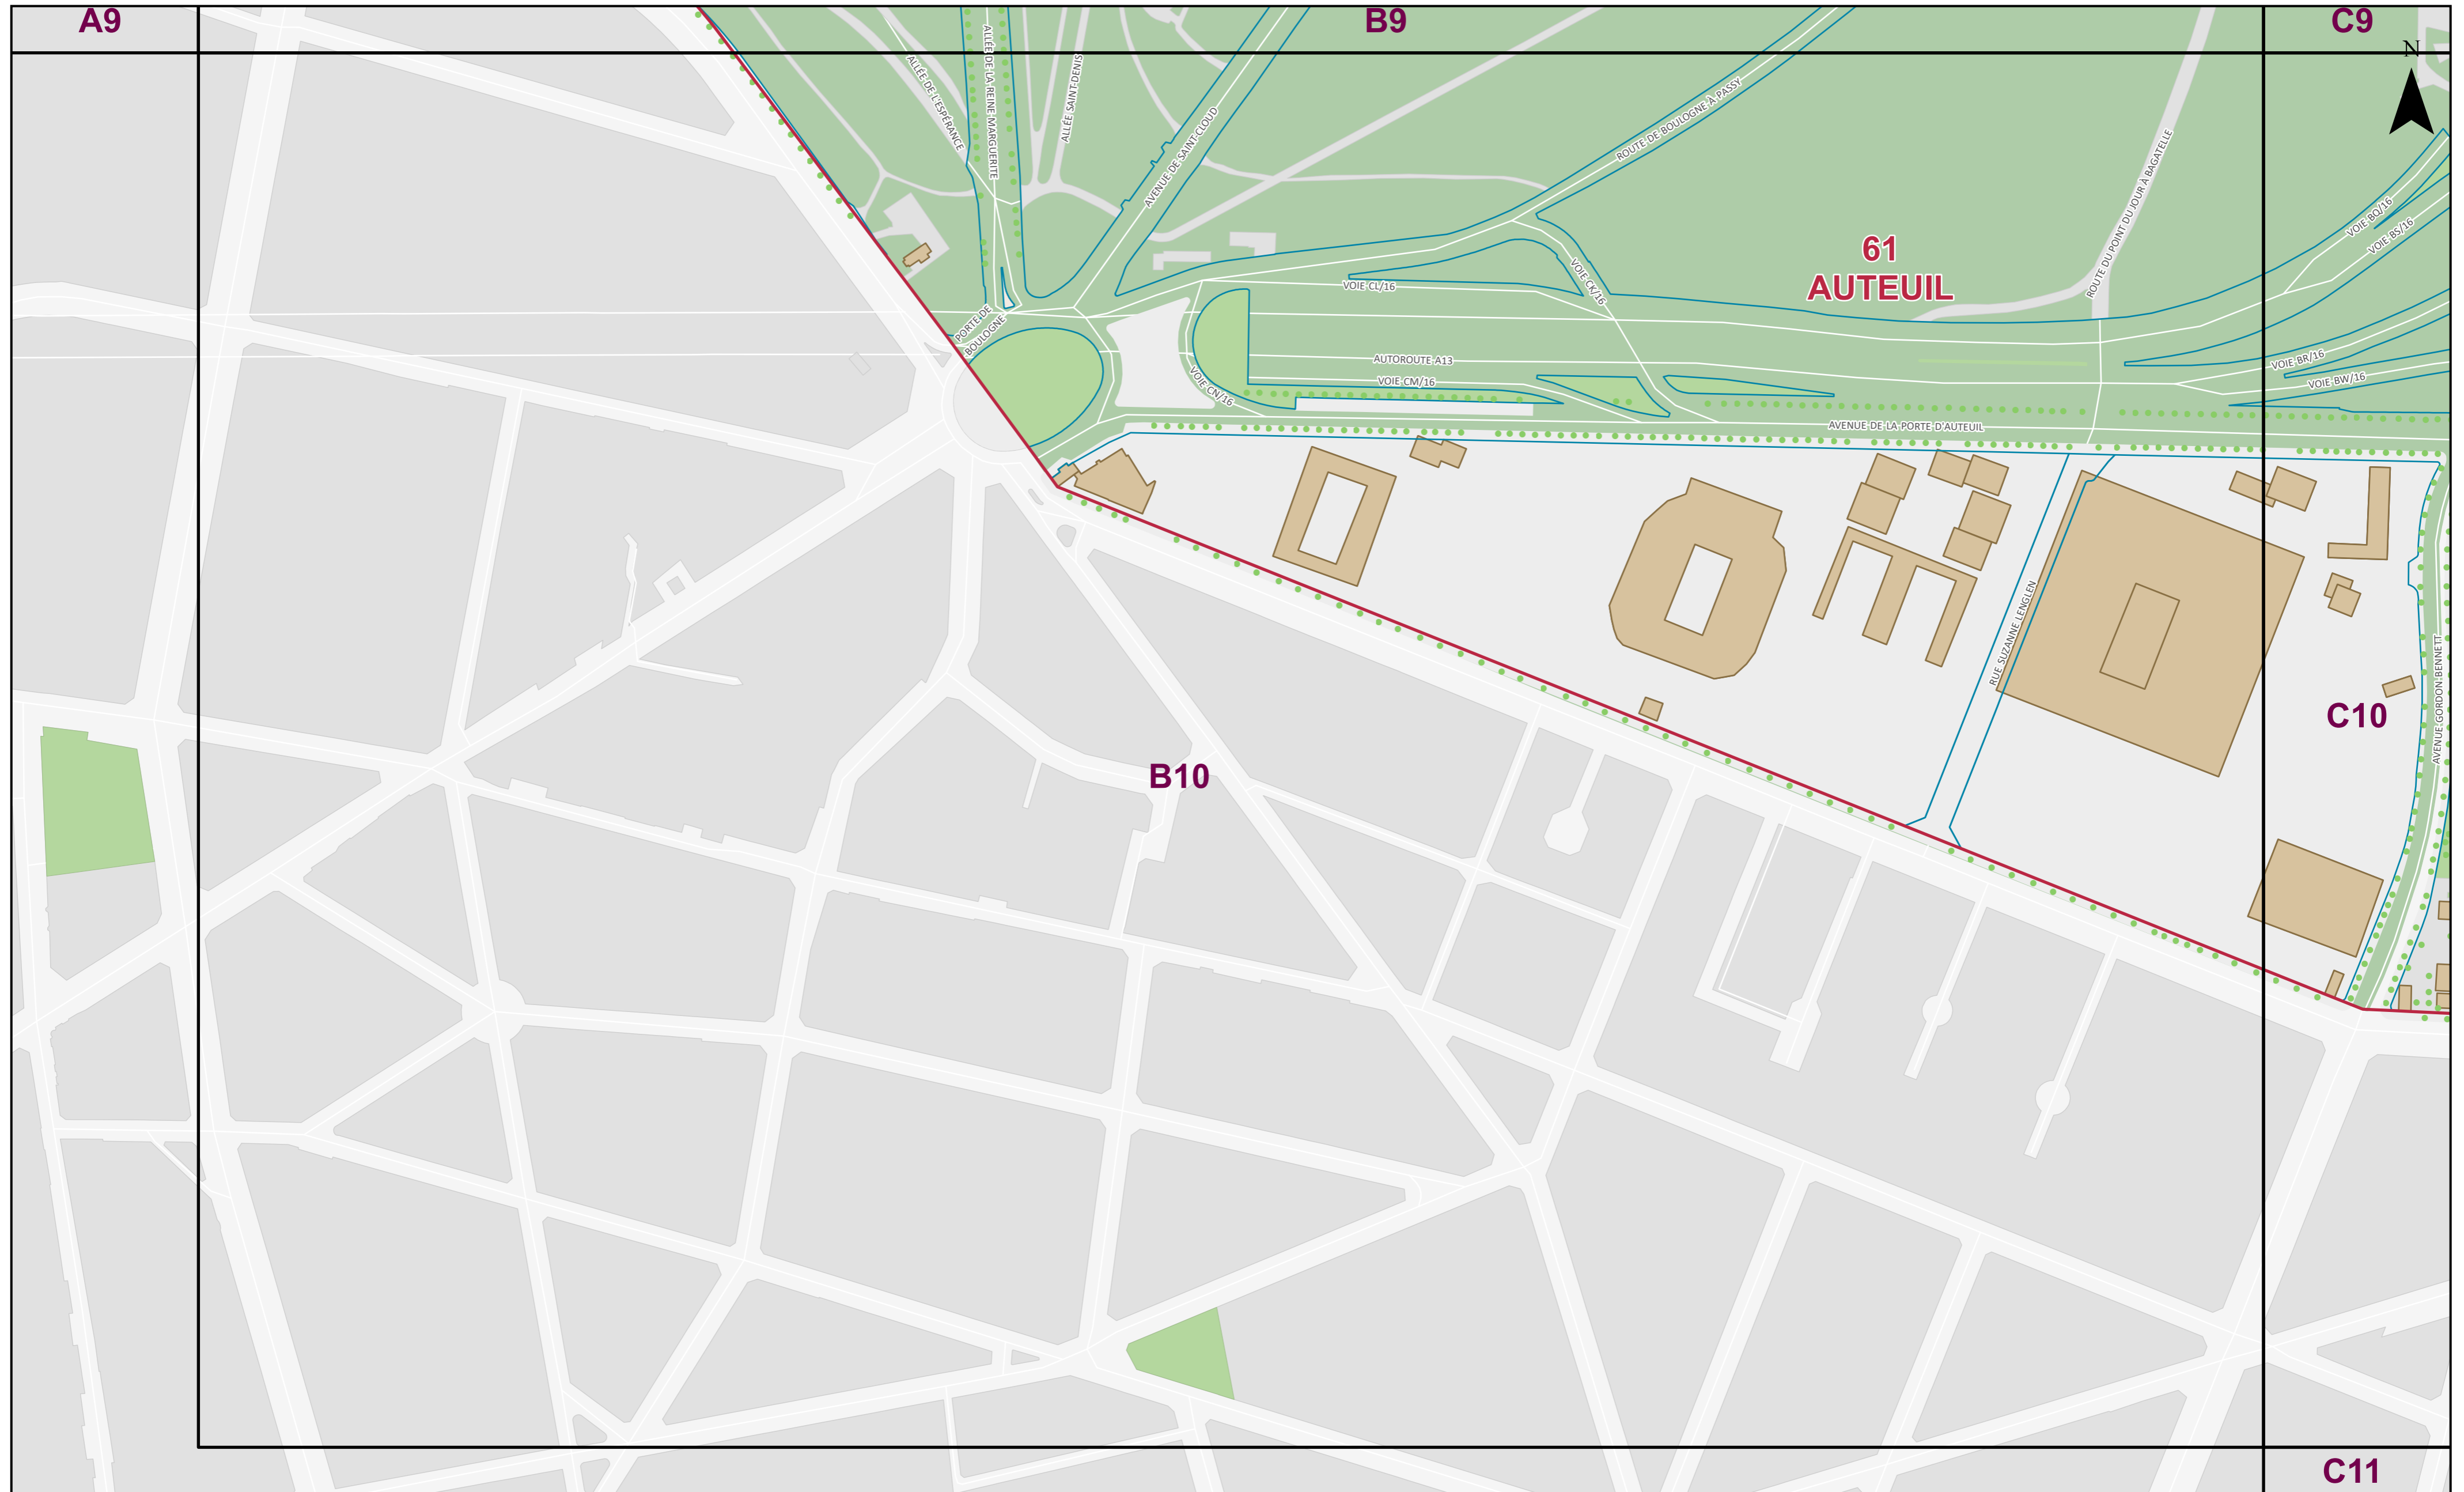 A9
B9
C9
N
ALLÉE DE L'ESPÉRANCE
ALLÉE DE LA REINE MARGUERITE
ALLÉE SAINT-DENIS
AVENUE DE SAINT-CLOUD
ROUTE DE BOULOGNE À PASSY
ROUTE DU POINT DU JOUR À BAGATELLE
VOIE BQ/16
VOIE BS/16
61
AUTEUIL
VOIE CL/16
VOIE CK/16
PORTE DE
BOULOGNE
AUTOROUTE A13
VOIE CM/16
VOIE CN/16
VOIE BR/16
VOIE BW/16
AVENUE DE LA PORTE D'AUTEUIL
RUE SUZANNE LENGLEN
AVENUE GORDON BENNETT
C10
B10
C11